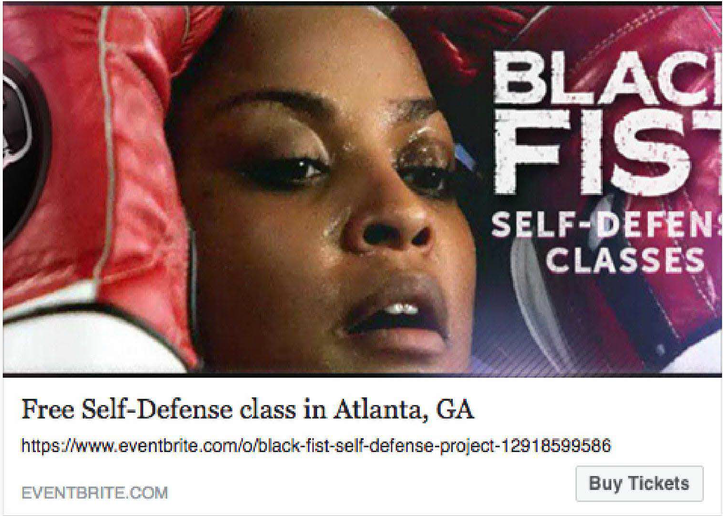 BLAC
FIST
SELF-DEFENS
CLASSES
Free Self-Defense class in Atlanta, GA
https://www.eventbrite.com/o/black-fist-self-defense-project-12918599586
EVENTBRITE.COM
Buy Tickets